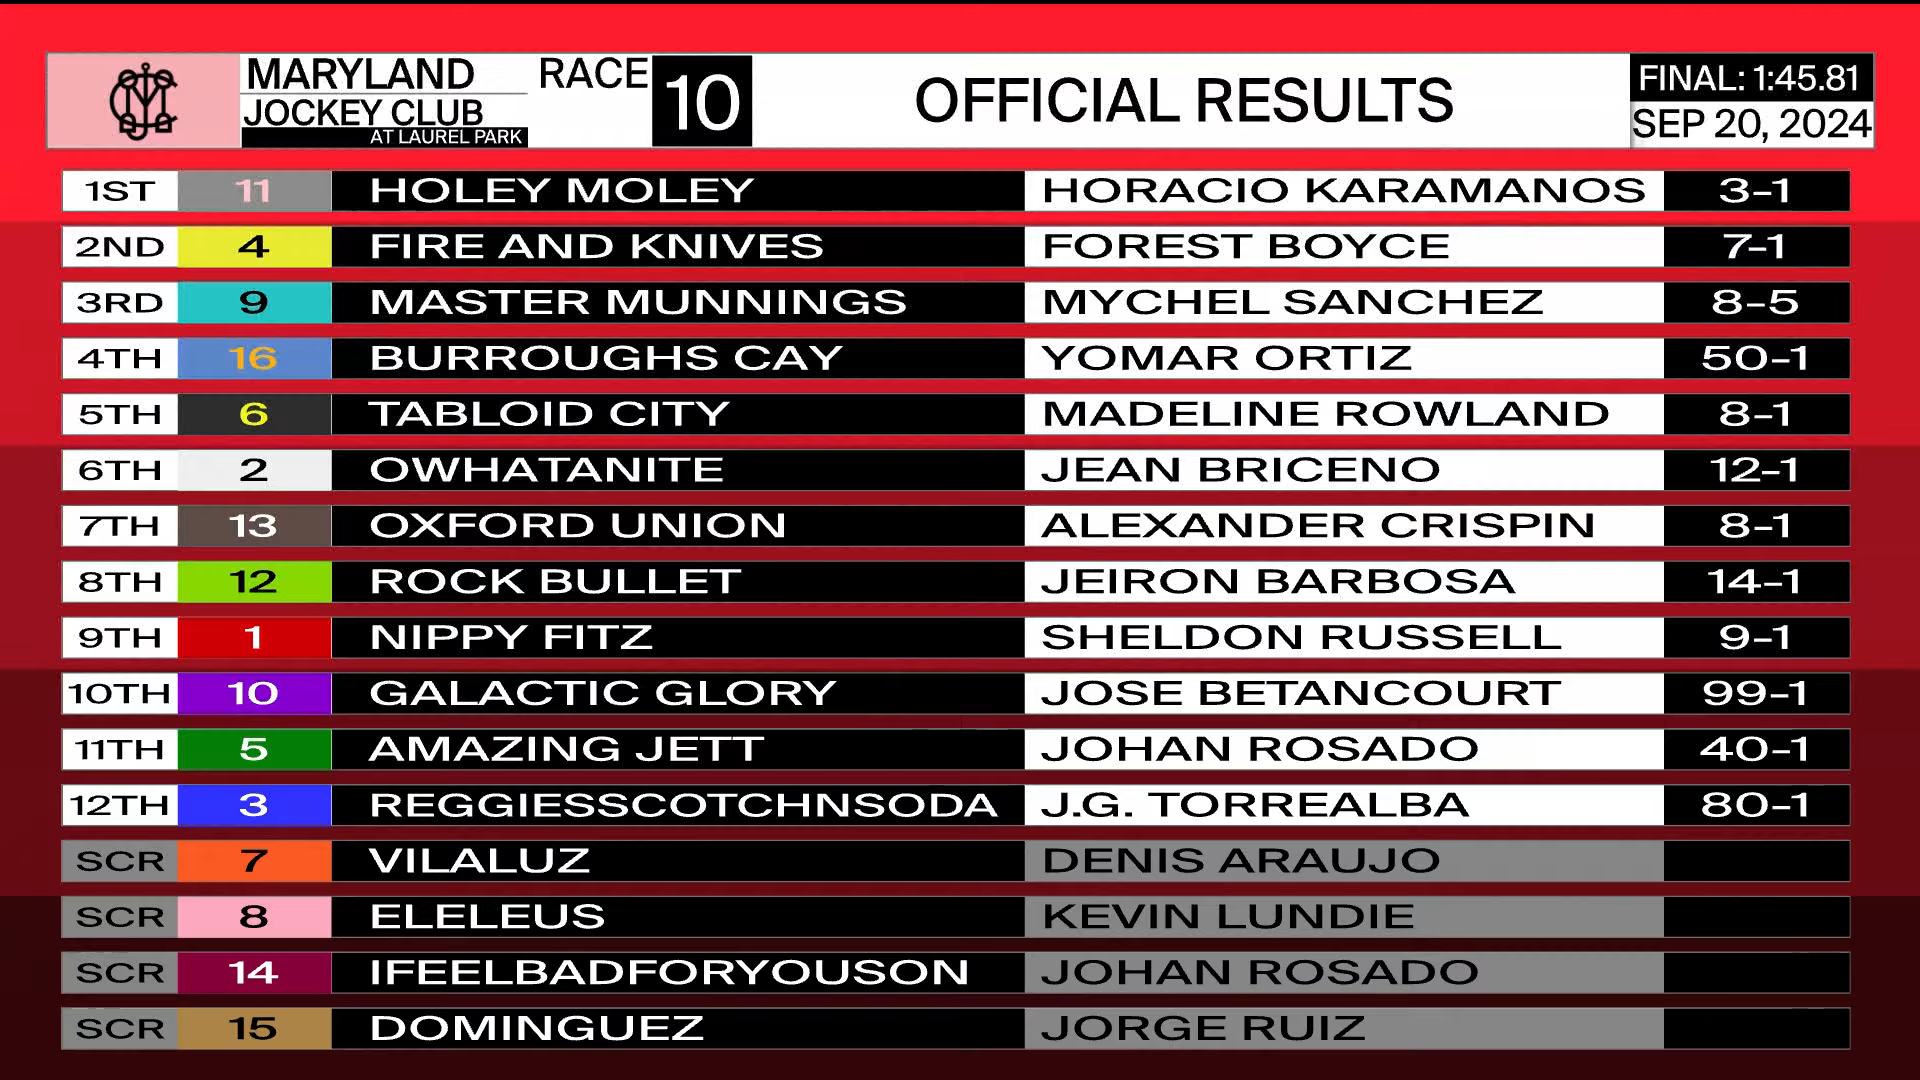 MARYLAND
JOCKEY CLUB
AT LAUREL PARK
RACE 10
OFFICIAL RESULTS
FINAL: 1:45.81
SEP 20, 2024
1ST 11 HOLEY MOLEY HORACIO KARAMANOS 3-1
2ND 4 FIRE AND KNIVES FOREST BOYCE 7-1
3RD 9 MASTER MUNNINGS MYCHEL SANCHEZ 8-5
4TH 16 BURROUGHS CAY YOMAR ORTIZ 50-1
5TH 6 TABLOID CITY MADELINE ROWLAND 8-1
6TH 2 OWHATANITE JEAN BRICENO 12-1
7TH 13 OXFORD UNION ALEXANDER CRISPIN 8-1
8TH 12 ROCK BULLET JEIRON BARBOSA 14-1
9TH 1 NIPPY FITZ SHELDON RUSSELL 9-1
10TH 10 GALACTIC GLORY JOSE BETANCOURT 99-1
11TH 5 AMAZING JETT JOHAN ROSADO 40-1
12TH 3 REGGIESSCOTCHNSODA J.G. TORREALBA 80-1
SCR 7 VILALUZ DENIS ARAUJO
SCR 8 ELELEUS KEVIN LUNDIE
SCR 14 IFEELBADFORYOUSON JOHAN ROSADO
SCR 15 DOMINGUEZ JORGE RUIZ